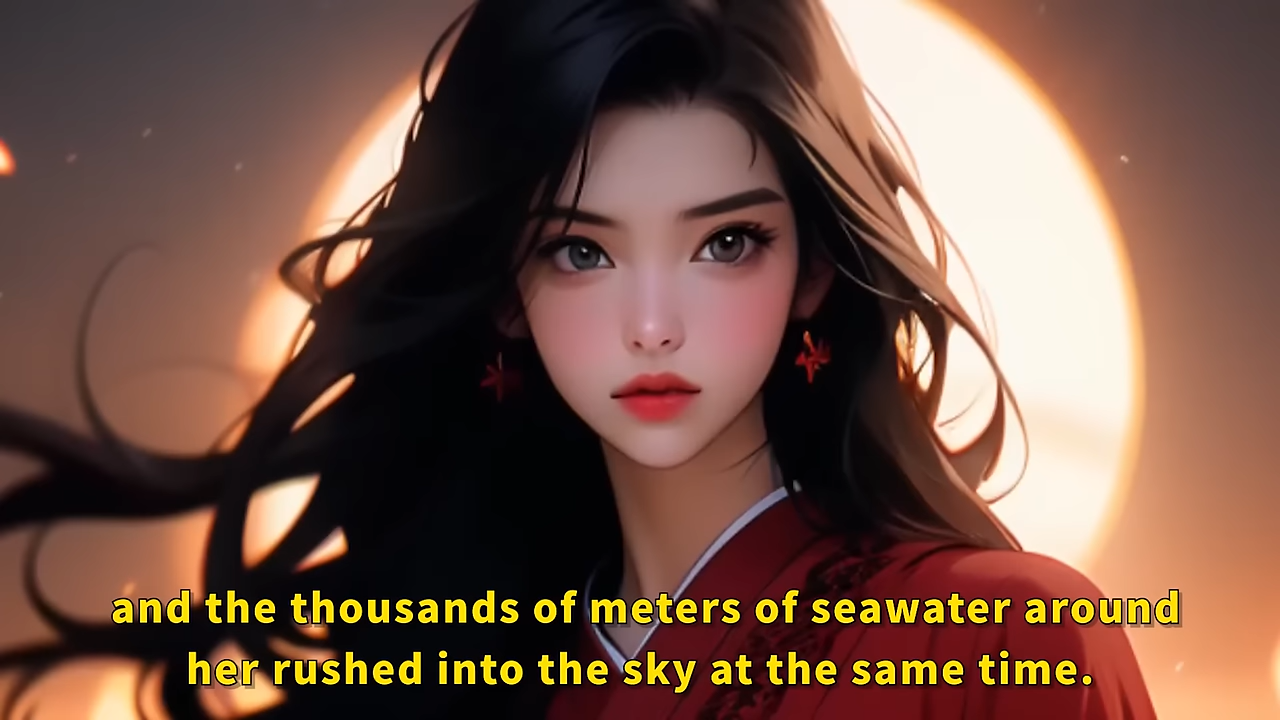 and the thousands of meters of seawater around
her rushed into the sky at the same time.